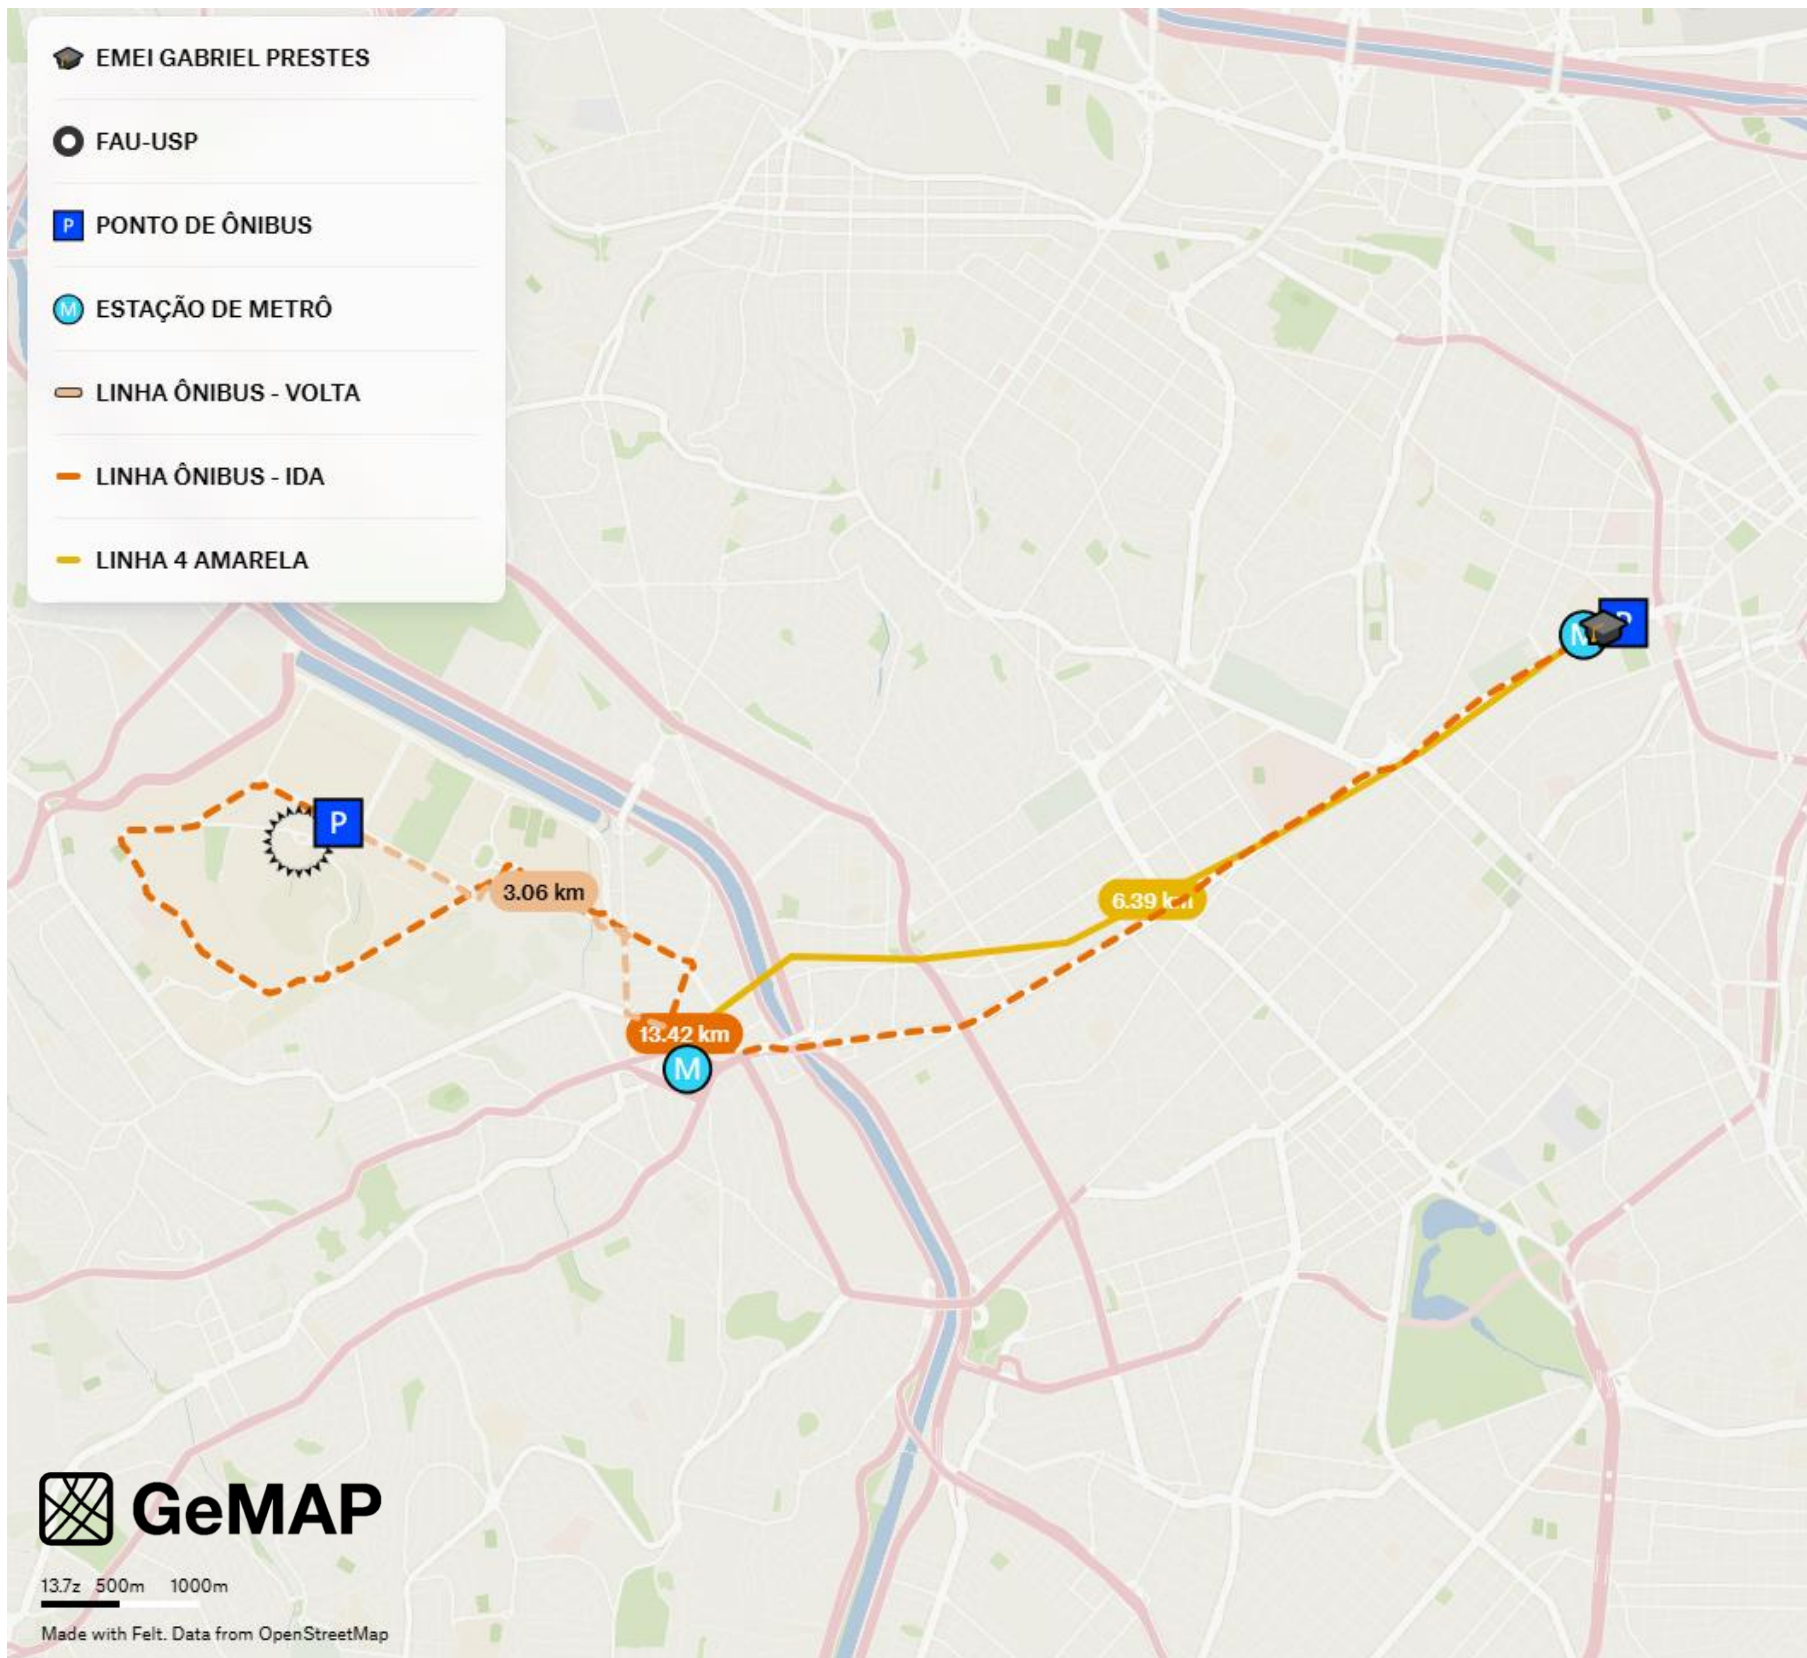 EMEI GABRIEL PRESTES
FAU-USP
P PONTO DE ÔNIBUS
M ESTAÇÃO DE METRÔ
LINHA ÔNIBUS - VOLTA
LINHA ÔNIBUS - IDA
LINHA 4 AMARELA
M P
P
3.06 km
6.39 km
13.42 km
M
GeMAP
13.7z 500m 1000m
Made with Felt. Data from OpenStreetMap